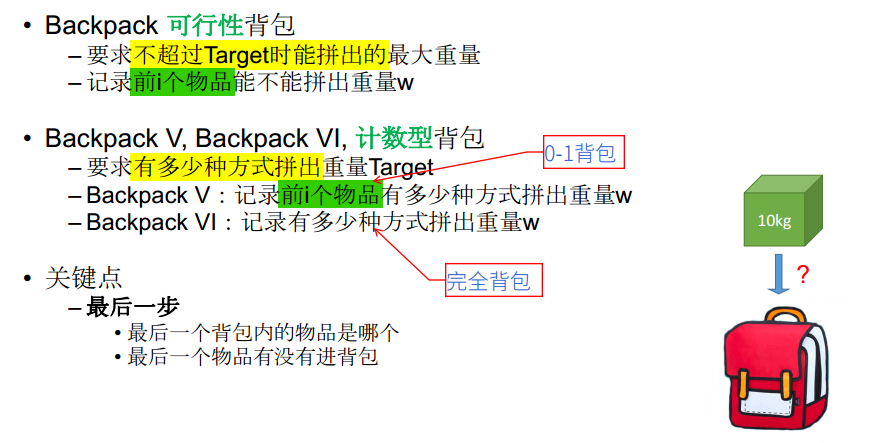 • Backpack 可行性背包
– 要求不超过Target时能拼出的最大重量
– 记录前i个物品能不能拼出重量w
• Backpack V, Backpack VI, 计数型背包
0-1背包
– 要求有多少种方式拼出重量Target
– Backpack V：记录前i个物品有多少种方式拼出重量w
– Backpack VI：记录有多少种方式拼出重量w
完全背包
• 关键点
– 最后一步
• 最后一个背包内的物品是哪个
• 最后一个物品有没有进背包
10kg
?